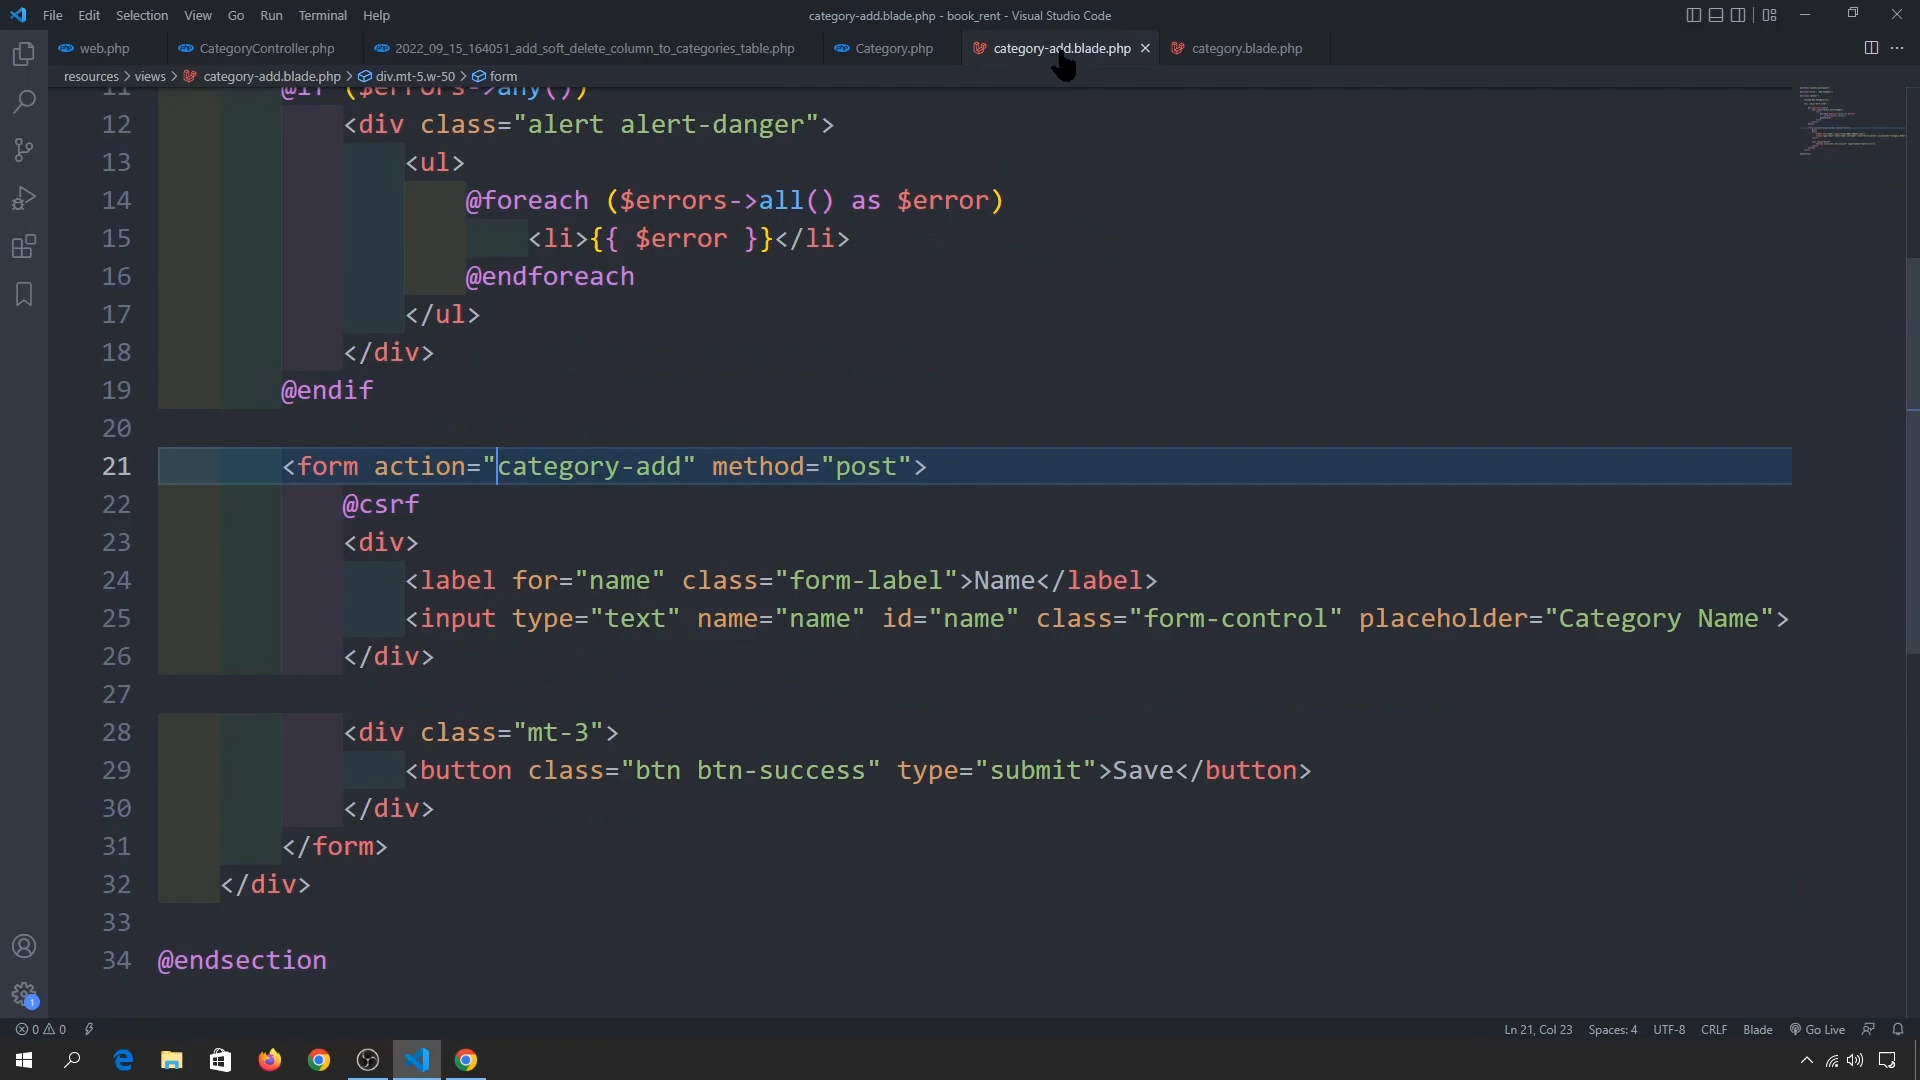 File Edit Selection View Go Run Terminal Help
category-add.blade.php - book_rent - Visual Studio Code
web.php CategoryController.php 2022_09_15_164051_add_soft_delete_column_to_categories_table.php Category.php category-add.blade.php category.blade.php
resources > views > category-add.blade.php > div.mt-5.w-50 > form
11 @if ($errors->any())
12 <div class="alert alert-danger">
13 <ul>
14 @foreach ($errors->all() as $error)
15 <li>{{ $error }}</li>
16 @endforeach
17 </ul>
18 </div>
19 @endif
20
21 <form action="category-add" method="post">
22 @csrf
23 <div>
24 <label for="name" class="form-label">Name</label>
25 <input type="text" name="name" id="name" class="form-control" placeholder="Category Name">
26 </div>
27
28 <div class="mt-3">
29 <button class="btn btn-success" type="submit">Save</button>
30 </div>
31 </form>
32 </div>
33
34 @endsection
1
0 0 Ln 21, Col 23 Spaces: 4 UTF-8 CRLF Blade Go Live